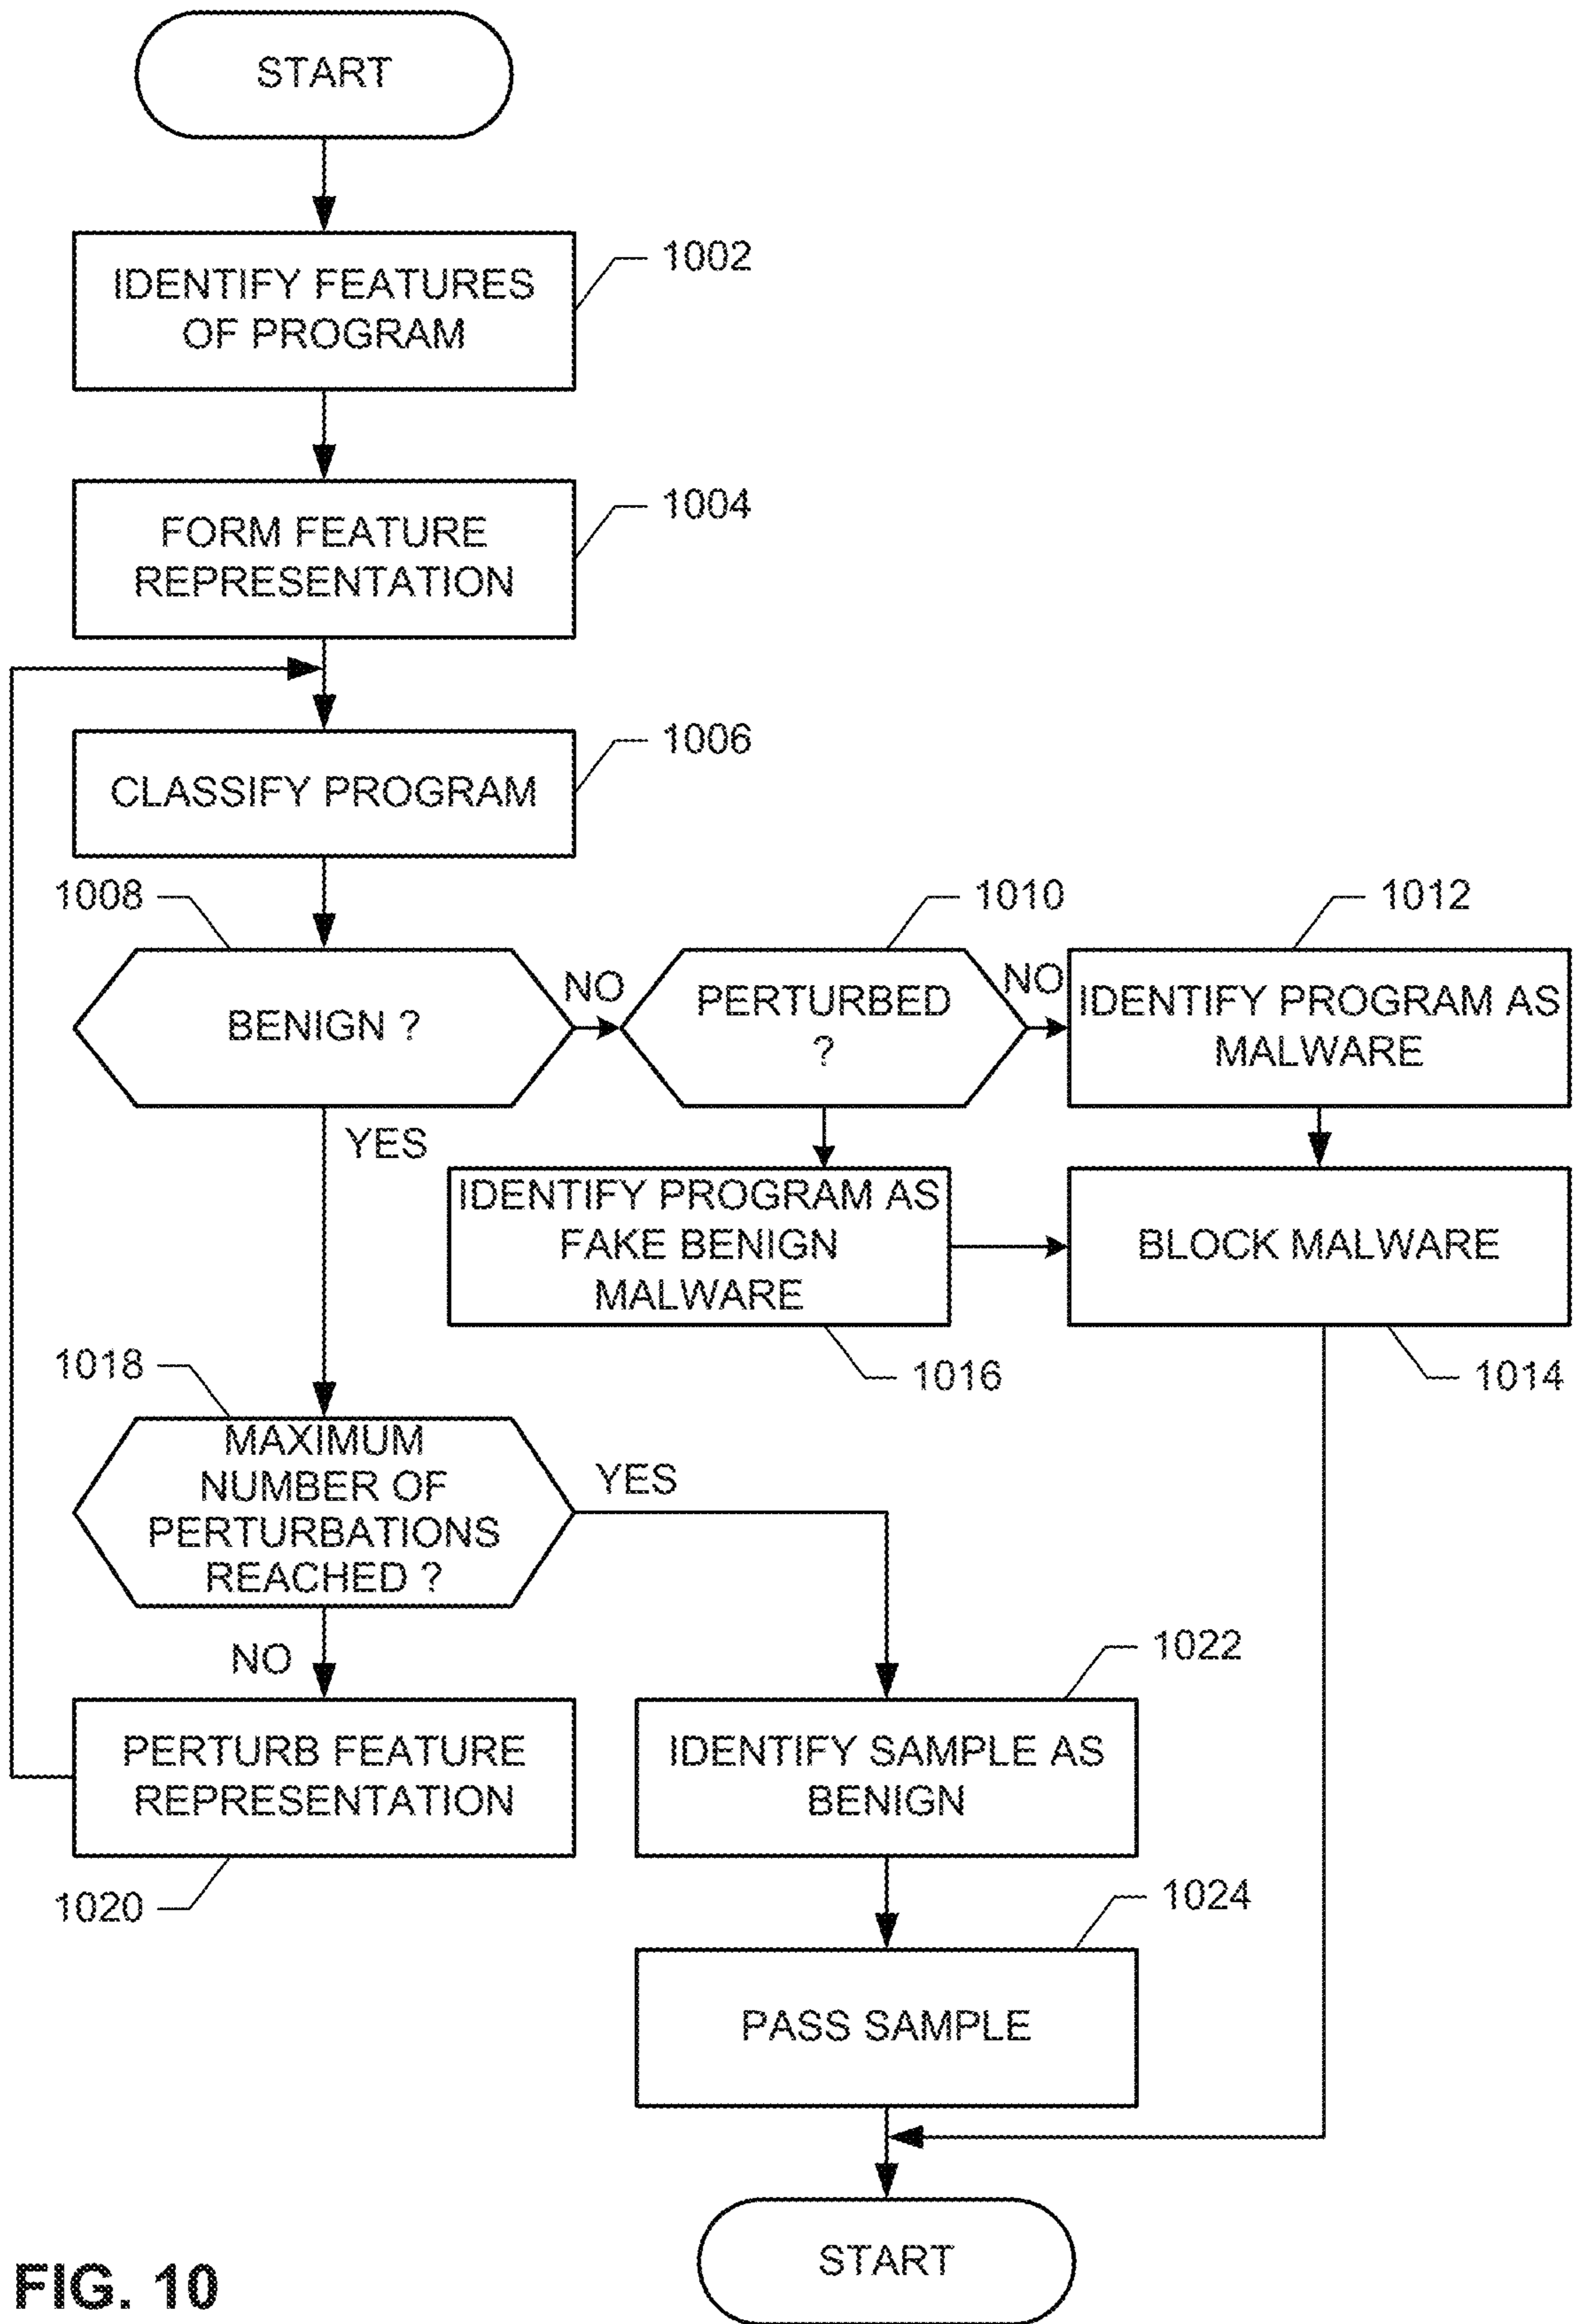 START
IDENTIFY FEATURES
OF PROGRAM
1002
FORM FEATURE
REPRESENTATION
1004
CLASSIFY PROGRAM
1006
1008
BENIGN ?
NO
1010
PERTURBED
?
NO
1012
IDENTIFY PROGRAM AS
MALWARE
YES
IDENTIFY PROGRAM AS
FAKE BENIGN
MALWARE
1016
BLOCK MALWARE
1014
1018
MAXIMUM
NUMBER OF
PERTURBATIONS
REACHED ?
YES
NO
PERTURB FEATURE
REPRESENTATION
1020
1022
IDENTIFY SAMPLE AS
BENIGN
1024
PASS SAMPLE
START
FIG. 10